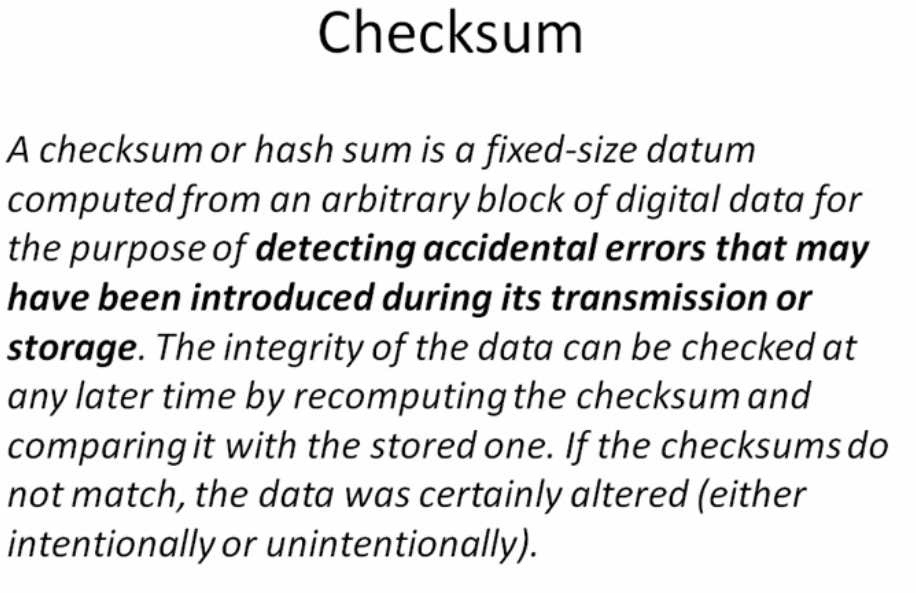 Checksum
A checksum or hash sum is a fixed-size datum
computed from an arbitrary block of digital data for
the purpose of detecting accidental errors that may
have been introduced during its transmission or
storage. The integrity of the data can be checked at
any later time by recomputing the checksum and
comparing it with the stored one. If the checksums do
not match, the data was certainly altered (either
intentionally or unintentionally).